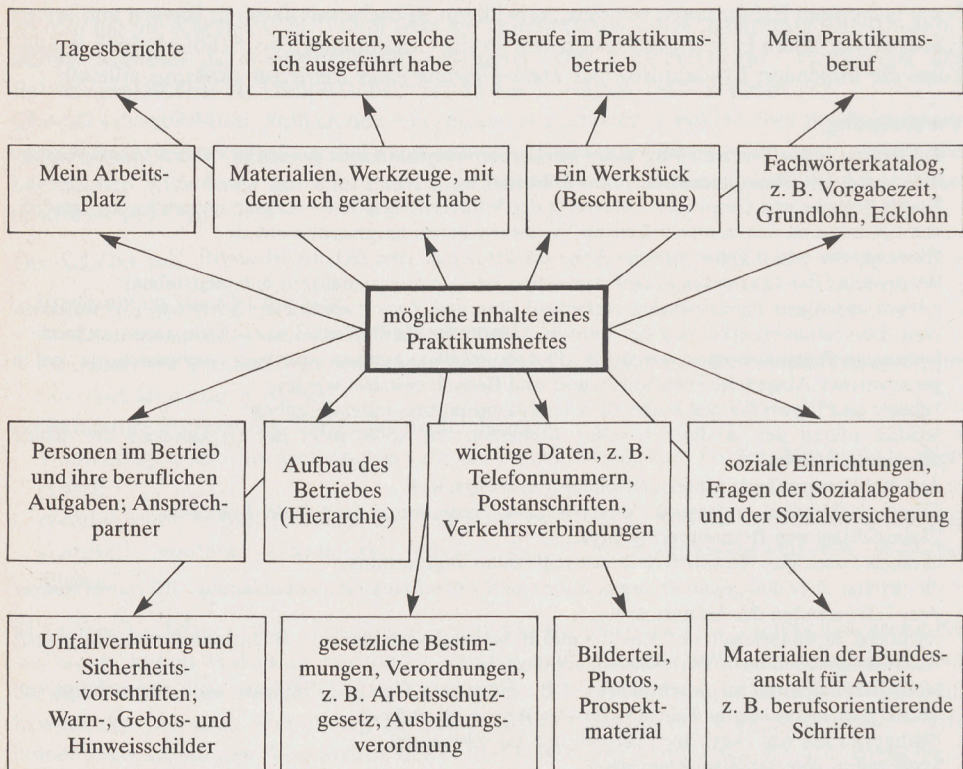 Tagesberichte
Tätigkeiten, welche
ich ausgeführt habe
Berufe im Praktikums-
betrieb
Mein Praktikums-
beruf
Mein Arbeits-
platz
Materialien, Werkzeuge, mit
denen ich gearbeitet habe
Ein Werkstück
(Beschreibung)
Fachwörterkatalog,
z. B. Vorgabezeit,
Grundlohn, Ecklohn
mögliche Inhalte eines
Praktikumsheftes
Personen im Betrieb
und ihre beruflichen
Aufgaben; Ansprech-
partner
Aufbau des
Betriebes
(Hierarchie)
wichtige Daten, z. B.
Telefonnummern,
Postanschriften,
Verkehrsverbindungen
soziale Einrichtungen,
Fragen der Sozialabgaben
und der Sozialversicherung
Unfallverhütung und
Sicherheits-
vorschriften;
Warn-, Gebots- und
Hinweisschilder
gesetzliche Bestim-
mungen, Verordnungen,
z. B. Arbeitsschutz-
gesetz, Ausbildungs-
verordnung
Bilderteil,
Photos,
Prospekt-
material
Materialien der Bundes-
anstalt für Arbeit,
z. B. berufsorientierende
Schriften